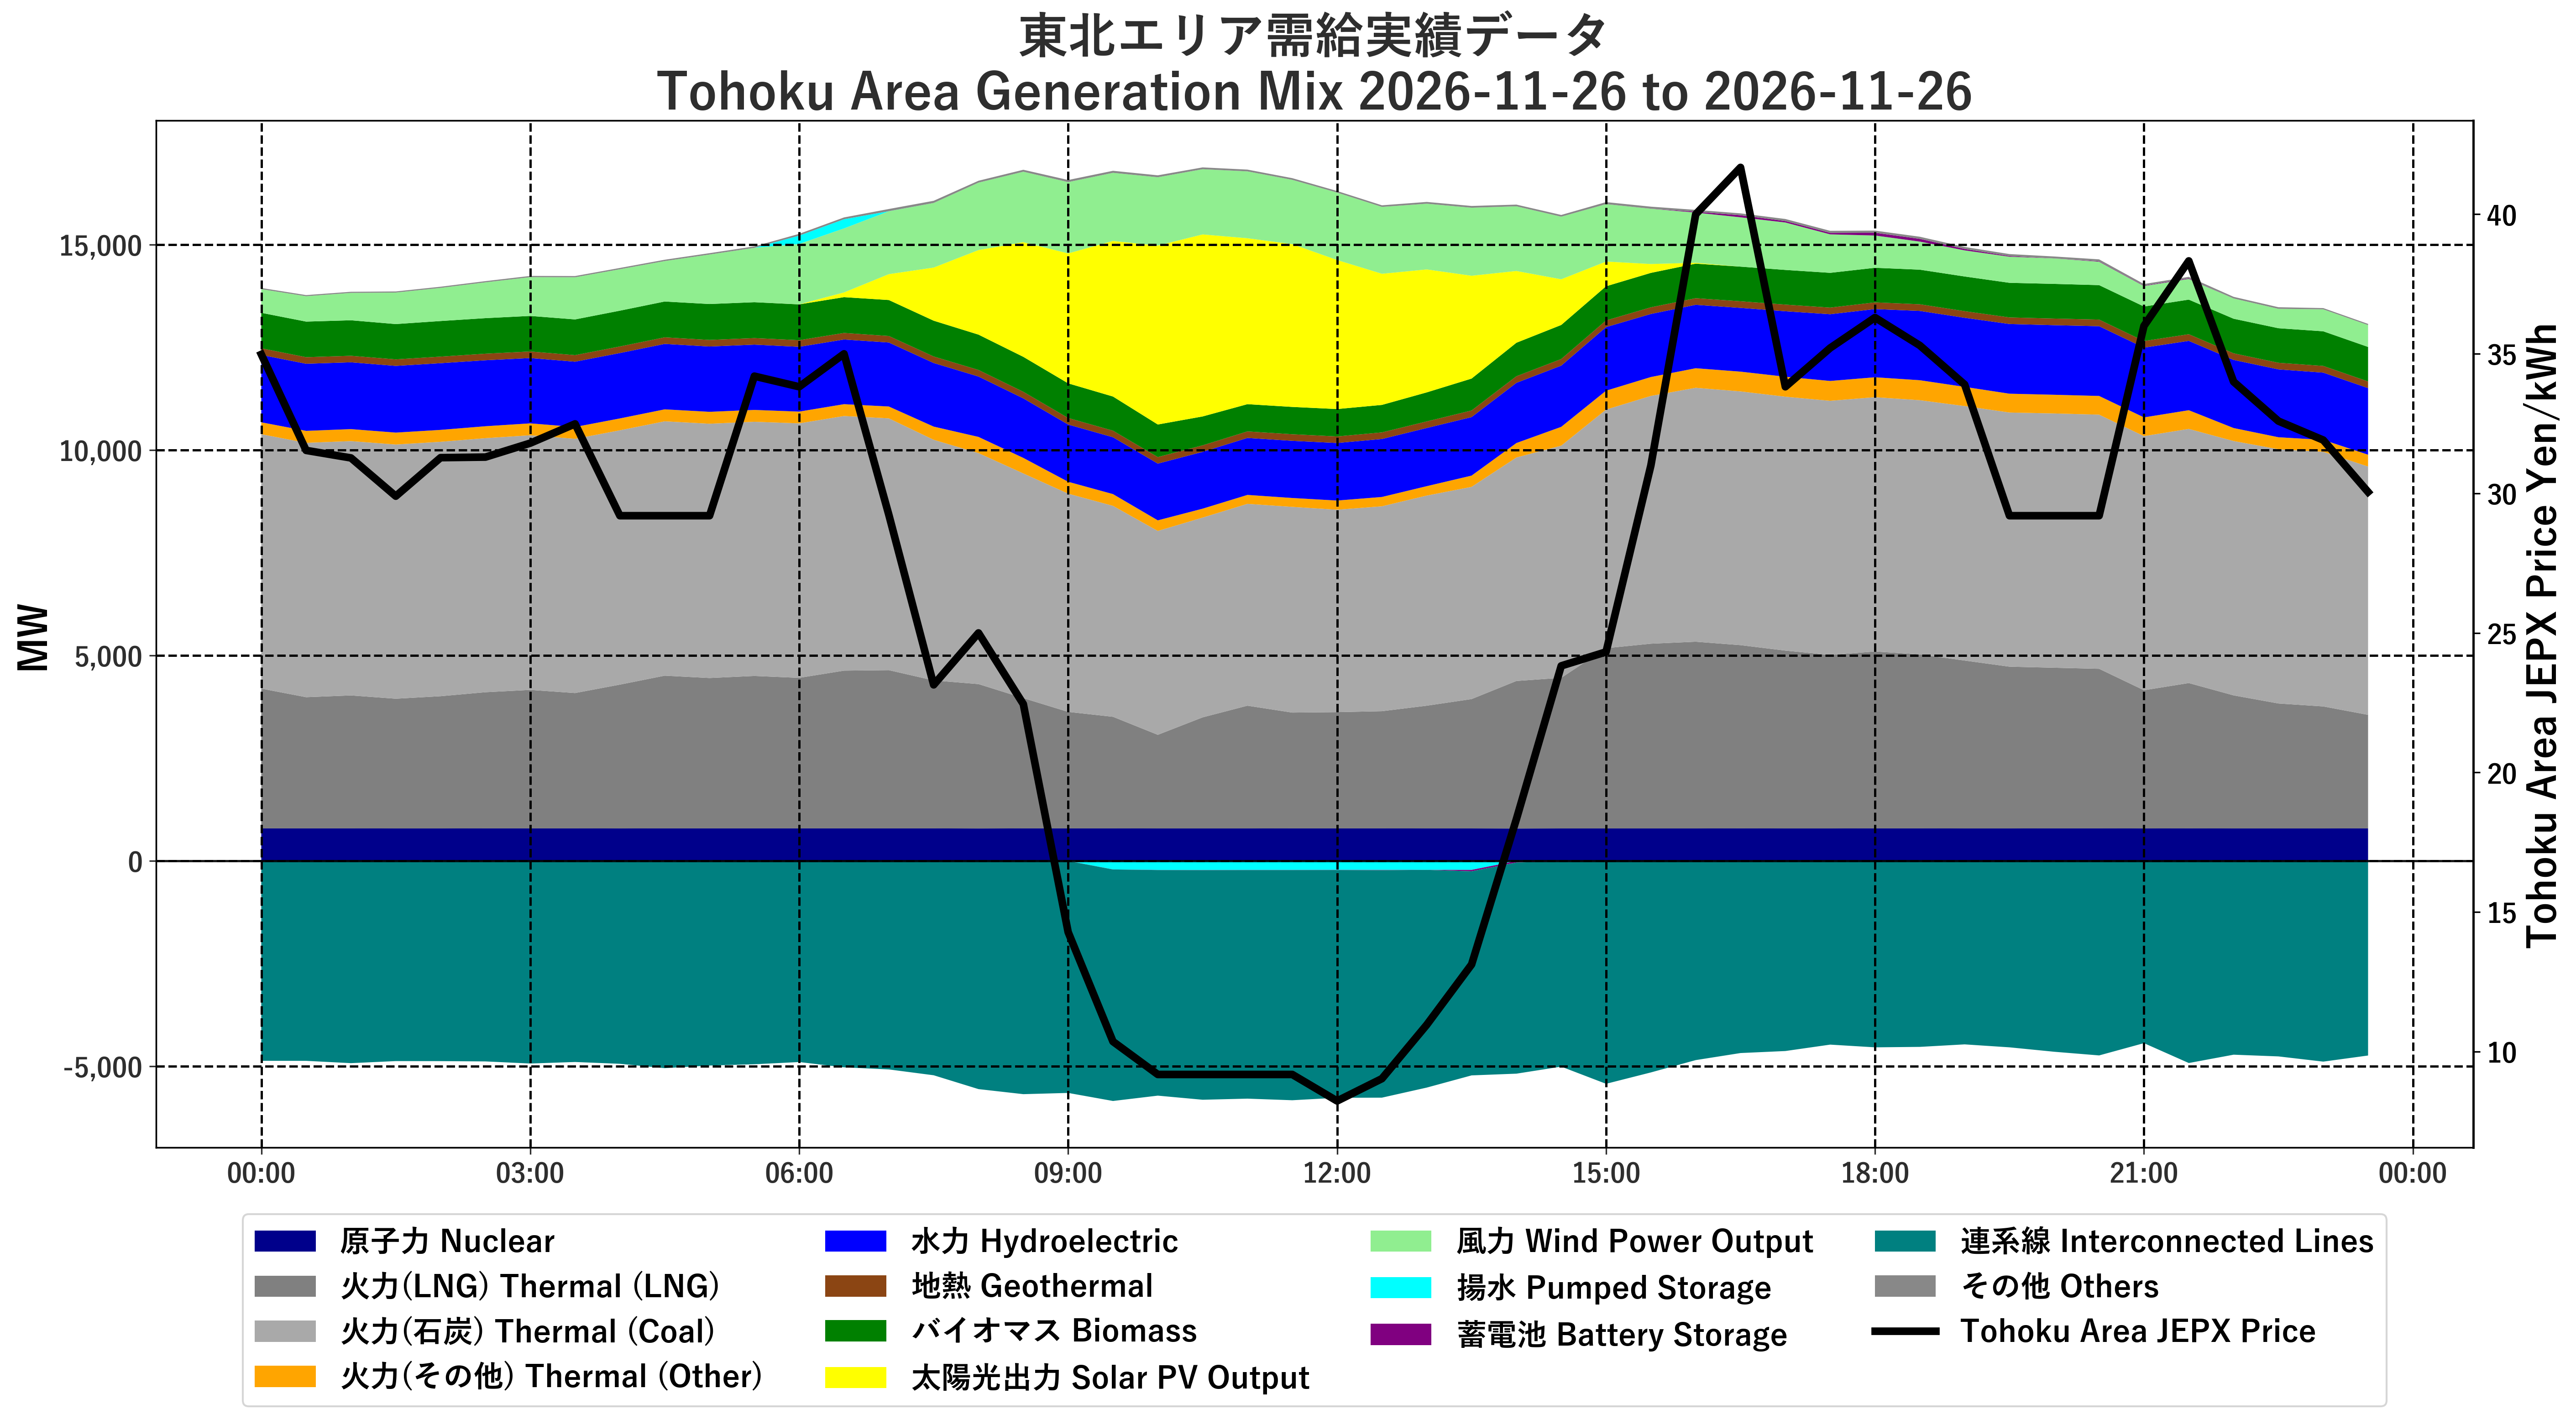 東北エリア需給実績データ
Tohoku Area Generation Mix 2026-11-26 to 2026-11-26
MW
15,000
10,000
5,000
0
-5,000
40
35
30
25
20
15
10
Tohoku Area JEPX Price Yen/kWh
00:00 03:00 06:00 09:00 12:00 15:00 18:00 21:00 00:00
原子力 Nuclear
火力(LNG) Thermal (LNG)
火力(石炭) Thermal (Coal)
火力(その他) Thermal (Other)
水力 Hydroelectric
地熱 Geothermal
バイオマス Biomass
太陽光出力 Solar PV Output
風力 Wind Power Output
揚水 Pumped Storage
蓄電池 Battery Storage
連系線 Interconnected Lines
その他 Others
Tohoku Area JEPX Price